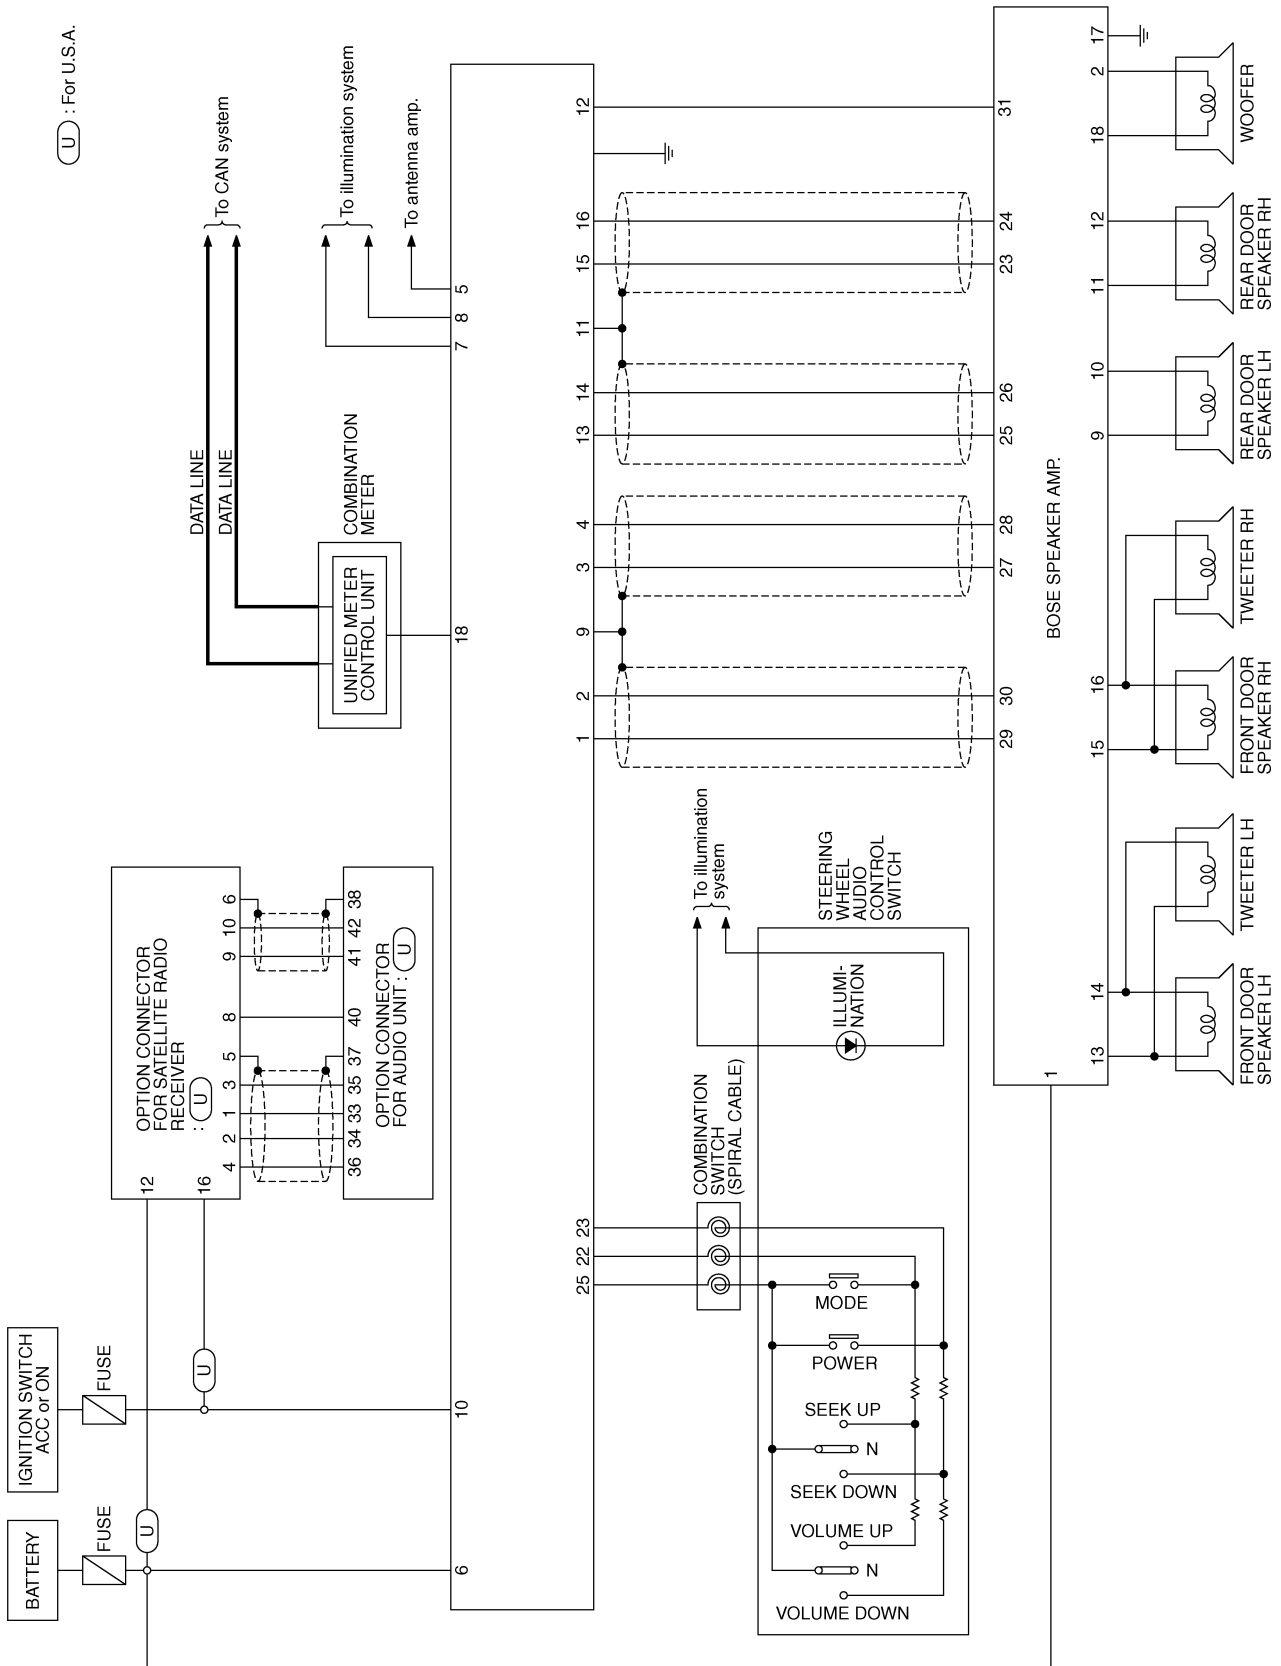 U : For U.S.A.
BATTERY
FUSE
U
IGNITION SWITCH
ACC or ON
FUSE
U
OPTION CONNECTOR
FOR SATELLITE RADIO
RECEIVER
: U
12
16
4
2
1
3
5
8
9
10
6
36
34
33
35
37
40
41
42
38
OPTION CONNECTOR
FOR AUDIO UNIT : U
DATA LINE
DATA LINE
To CAN system
COMBINATION
METER
UNIFIED METER
CONTROL UNIT
To illumination system
To antenna amp.
6
10
18
7
8
5
25
22
23
1
2
9
3
4
13
14
11
15
16
12
COMBINATION
SWITCH
(SPIRAL CABLE)
To illumination
system
STEERING
WHEEL
AUDIO
CONTROL
SWITCH
ILLUMI-
NATION
MODE
POWER
SEEK UP
N
SEEK DOWN
VOLUME UP
N
VOLUME DOWN
29
30
27
28
25
26
23
24
31
BOSE SPEAKER AMP.
1
13
14
15
16
9
10
11
12
18
2
17
FRONT DOOR
SPEAKER LH
TWEETER LH
FRONT DOOR
SPEAKER RH
TWEETER RH
REAR DOOR
SPEAKER LH
REAR DOOR
SPEAKER RH
WOOFER